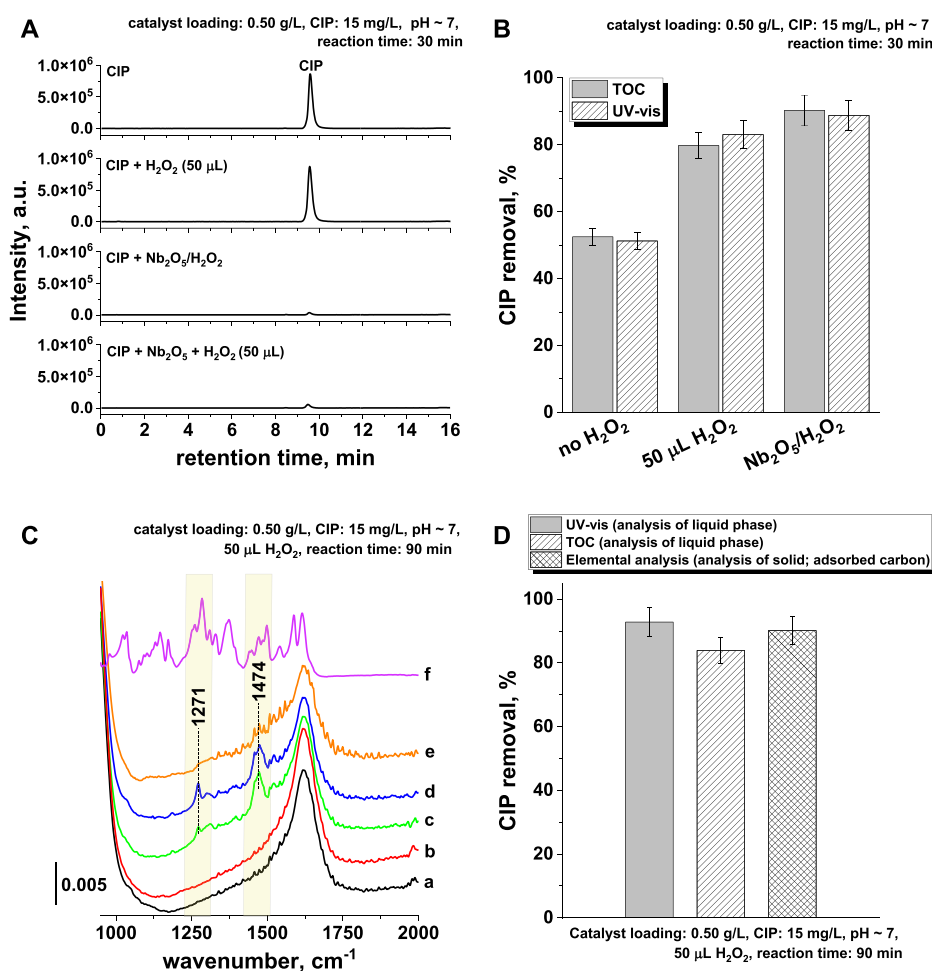 A
catalyst loading: 0.50 g/L, CIP: 15 mg/L, pH ~ 7,
reaction time: 30 min
1.0×10⁶
CIP
CIP
5.0×10⁵
0.0
1.0×10⁶
CIP + H₂O₂ (50 μL)
5.0×10⁵
0.0
1.0×10⁶
CIP + Nb₂O₅/H₂O₂
5.0×10⁵
0.0
1.0×10⁶
CIP + Nb₂O₅ + H₂O₂ (50 μL)
5.0×10⁵
0.0
Intensity, a.u.
0 2 4 6 8 10 12 14 16
retention time, min
B
catalyst loading: 0.50 g/L, CIP: 15 mg/L, pH ~ 7
reaction time: 30 min
TOC
UV-vis
100
80
60
40
20
0
CIP removal, %
no H₂O₂
50 μL H₂O₂
Nb₂O₅/H₂O₂
C
catalyst loading: 0.50 g/L, CIP: 15 mg/L, pH ~ 7,
50 μL H₂O₂, reaction time: 90 min
1271
1474
f
e
d
c
b
a
0.005
1000 1250 1500 1750 2000
wavenumber, cm⁻¹
D
UV-vis (analysis of liquid phase)
TOC (analysis of liquid phase)
Elemental analysis (analysis of solid; adsorbed carbon)
100
80
60
40
20
0
CIP removal, %
Catalyst loading: 0.50 g/L, CIP: 15 mg/L, pH ~ 7,
50 μL H₂O₂, reaction time: 90 min